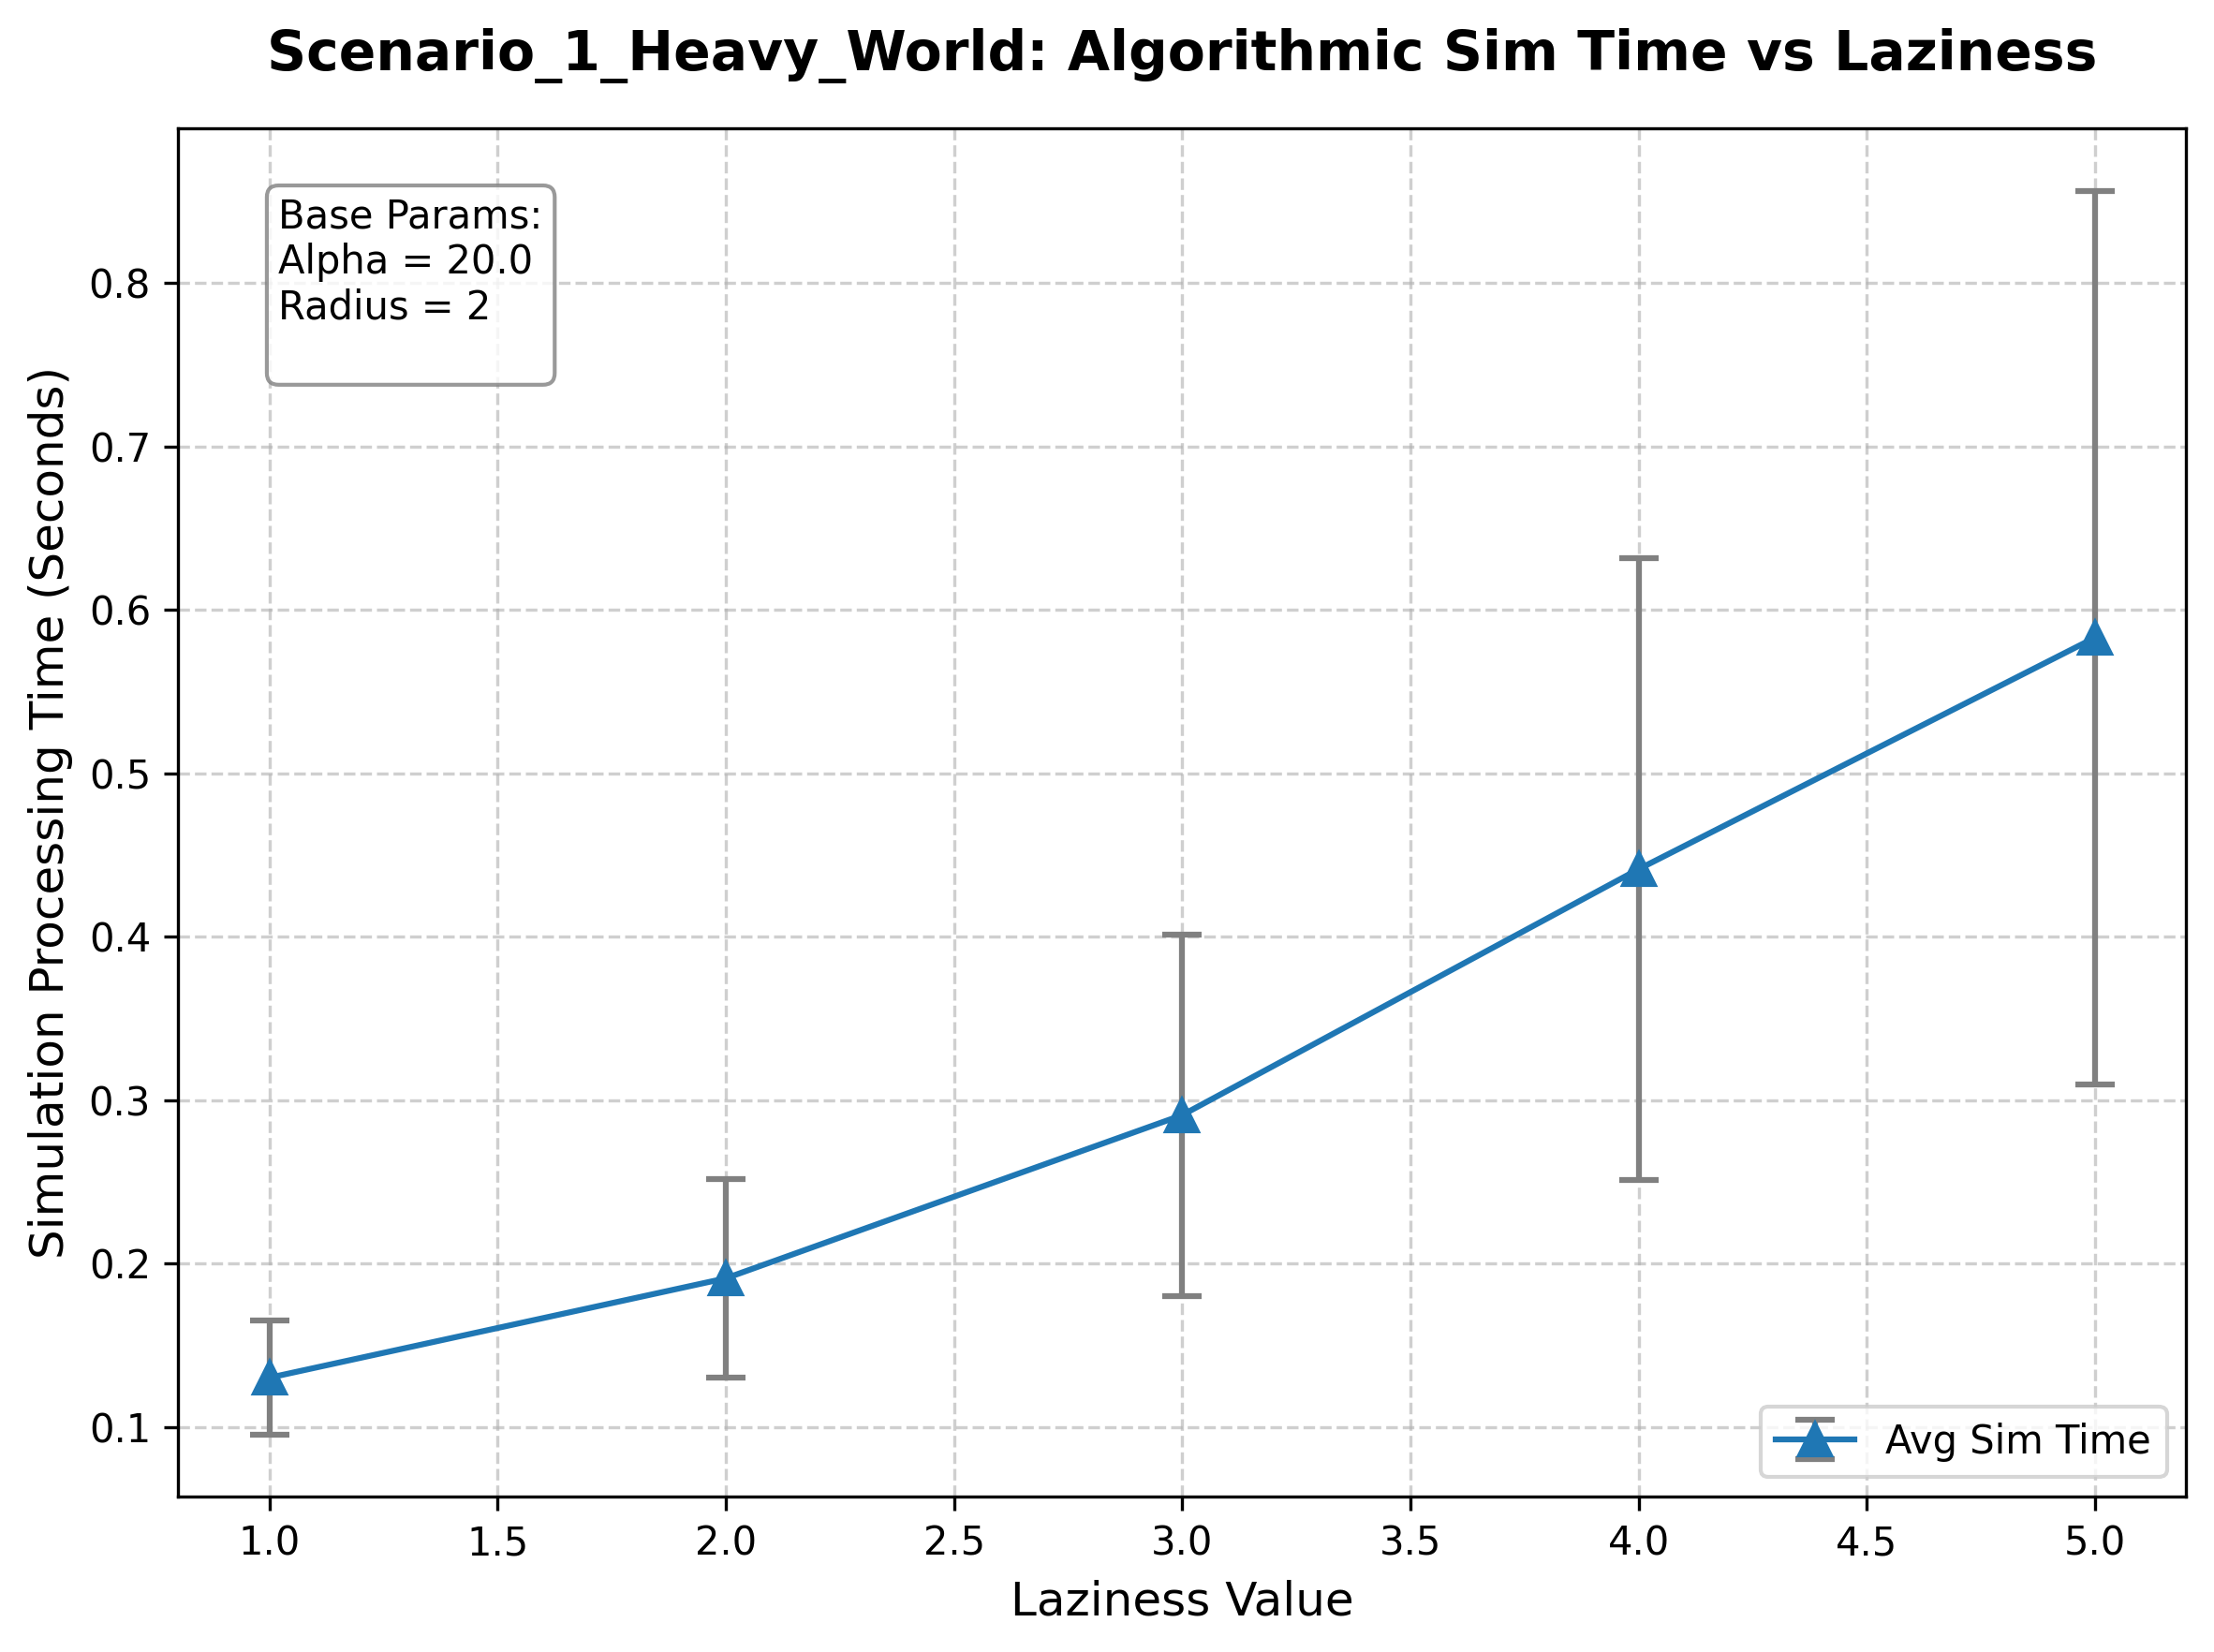 Scenario_1_Heavy_World: Algorithmic Sim Time vs Laziness
Base Params:
Alpha = 20.0
Radius = 2
Simulation Processing Time (Seconds)
0.8
0.7
0.6
0.5
0.4
0.3
0.2
0.1
Avg Sim Time
1.0 1.5 2.0 2.5 3.0 3.5 4.0 4.5 5.0
Laziness Value